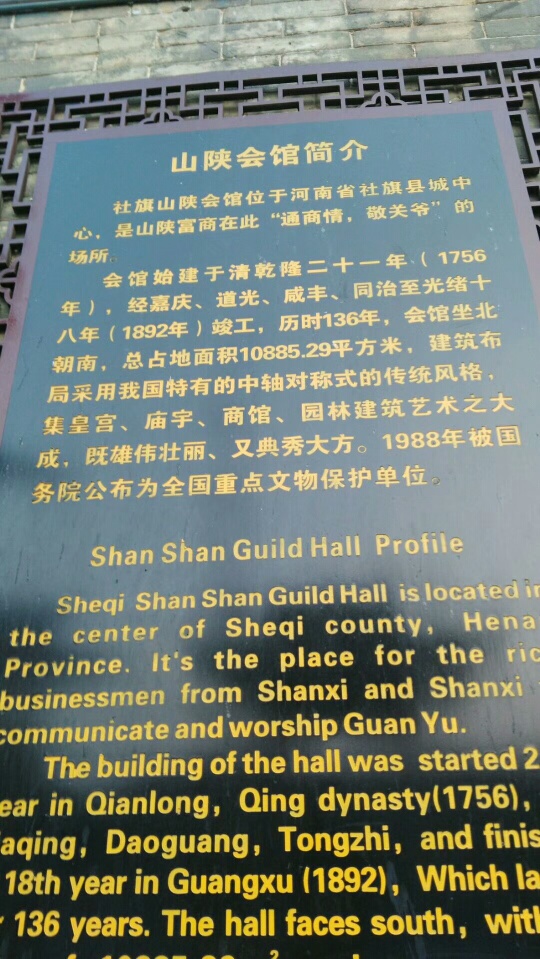 山陕会馆简介
社旗山陕会馆位于河南省社旗县城中
心，是山陕富商在此“通商情，敬关爷”的
场所。
会馆始建于清乾隆二十一年（1756
年），经嘉庆、道光、咸丰、同治至光绪十
八年（1892年）竣工，历时136年，会馆坐北
朝南，总占地面积10885.29平方米，建筑布
局采用我国特有的中轴对称式的传统风格，
集皇宫、庙宇、商馆、园林建筑艺术之大
成，既雄伟壮丽、又典秀大方。1988年被国
务院公布为全国重点文物保护单位。
Shan Shan Guild Hall Profile
Sheqi Shan Shan Guild Hall is located in
the center of Sheqi county, Hena
Province. It's the place for the ric
businessmen from Shanxi and Shanxi
communicate and worship Guan Yu.
The building of the hall was started 2
ear in Qianlong, Qing dynasty(1756),
iaqing, Daoguang, Tongzhi, and finis
18th year in Guangxu (1892), Which la
136 years. The hall faces south, with